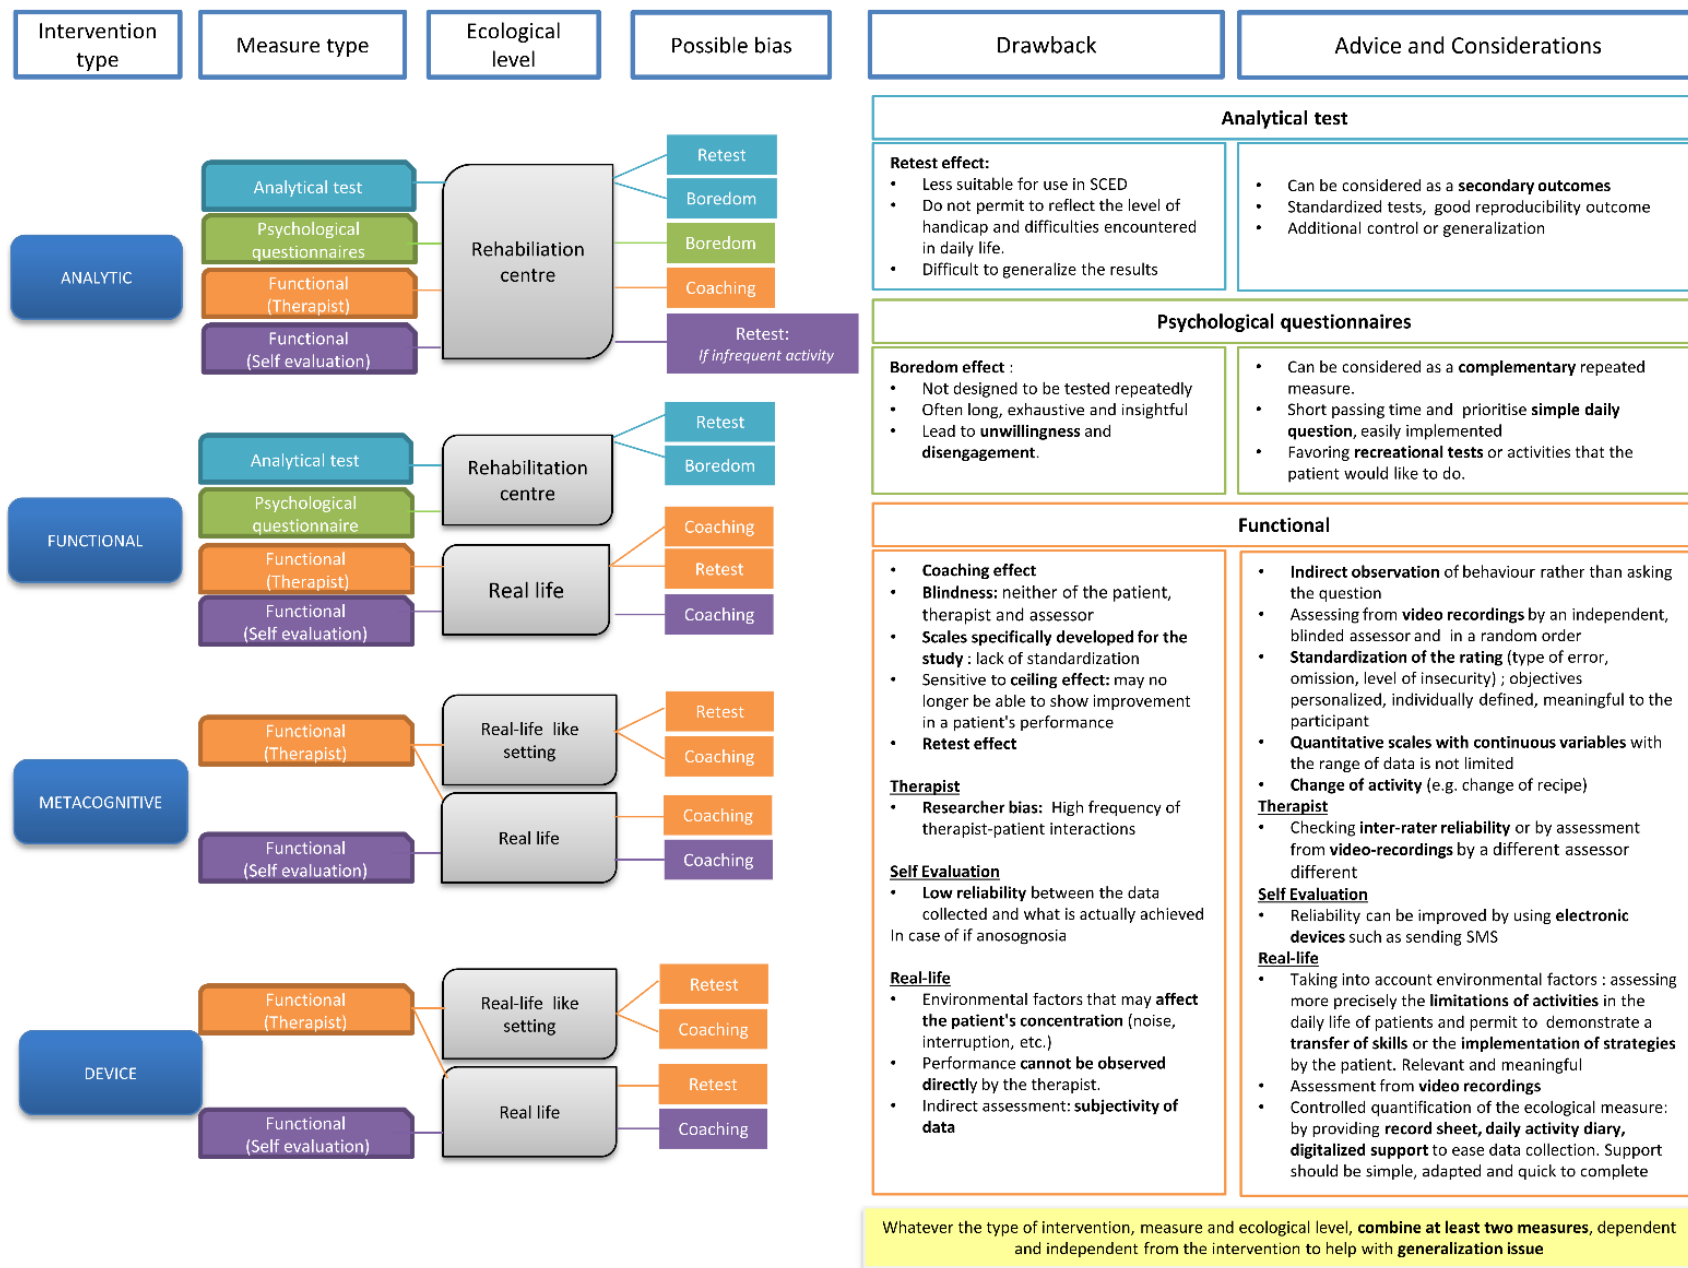 Intervention
type
Measure type
Ecological
level
Possible bias
Drawback
Advice and Considerations
ANALYTIC
Analytical test
Psychological
questionnaires
Functional
(Therapist)
Functional
(Self evaluation)
Rehabiliation
centre
Retest
Boredom
Boredom
Coaching
Retest:
If infrequent activity
FUNCTIONAL
Analytical test
Psychological
questionnaire
Functional
(Therapist)
Functional
(Self evaluation)
Rehabilitation
centre
Real life
Retest
Boredom
Coaching
Retest
Coaching
METACOGNITIVE
Functional
(Therapist)
Functional
(Self evaluation)
Real-life like
setting
Real life
Retest
Coaching
Coaching
Coaching
DEVICE
Functional
(Therapist)
Functional
(Self evaluation)
Real-life like
setting
Real life
Retest
Coaching
Retest
Coaching
Analytical test
Retest effect:
• Less suitable for use in SCED
• Do not permit to reflect the level of
handicap and difficulties encountered
in daily life.
• Difficult to generalize the results
• Can be considered as a secondary outcomes
• Standardized tests, good reproducibility outcome
• Additional control or generalization
Psychological questionnaires
Boredom effect :
• Not designed to be tested repeatedly
• Often long, exhaustive and insightful
• Lead to unwillingness and
disengagement.
• Can be considered as a complementary repeated
measure.
• Short passing time and prioritise simple daily
question, easily implemented
• Favoring recreational tests or activities that the
patient would like to do.
Functional
• Coaching effect
• Blindness: neither of the patient,
therapist and assessor
• Scales specifically developed for the
study : lack of standardization
• Sensitive to ceiling effect: may no
longer be able to show improvement
in a patient's performance
• Retest effect
Therapist
• Researcher bias: High frequency of
therapist-patient interactions
Self Evaluation
• Low reliability between the data
collected and what is actually achieved
In case of if anosognosia
Real-life
• Environmental factors that may affect
the patient's concentration (noise,
interruption, etc.)
• Performance cannot be observed
directly by the therapist.
• Indirect assessment: subjectivity of
data
• Indirect observation of behaviour rather than asking
the question
• Assessing from video recordings by an independent,
blinded assessor and in a random order
• Standardization of the rating (type of error,
omission, level of insecurity) ; objectives
personalized, individually defined, meaningful to the
participant
• Quantitative scales with continuous variables with
the range of data is not limited
• Change of activity (e.g. change of recipe)
Therapist
• Checking inter-rater reliability or by assessment
from video-recordings by a different assessor
different
Self Evaluation
• Reliability can be improved by using electronic
devices such as sending SMS
Real-life
• Taking into account environmental factors : assessing
more precisely the limitations of activities in the
daily life of patients and permit to demonstrate a
transfer of skills or the implementation of strategies
by the patient. Relevant and meaningful
• Assessment from video recordings
• Controlled quantification of the ecological measure:
by providing record sheet, daily activity diary,
digitalized support to ease data collection. Support
should be simple, adapted and quick to complete
Whatever the type of intervention, measure and ecological level, combine at least two measures, dependent
and independent from the intervention to help with generalization issue